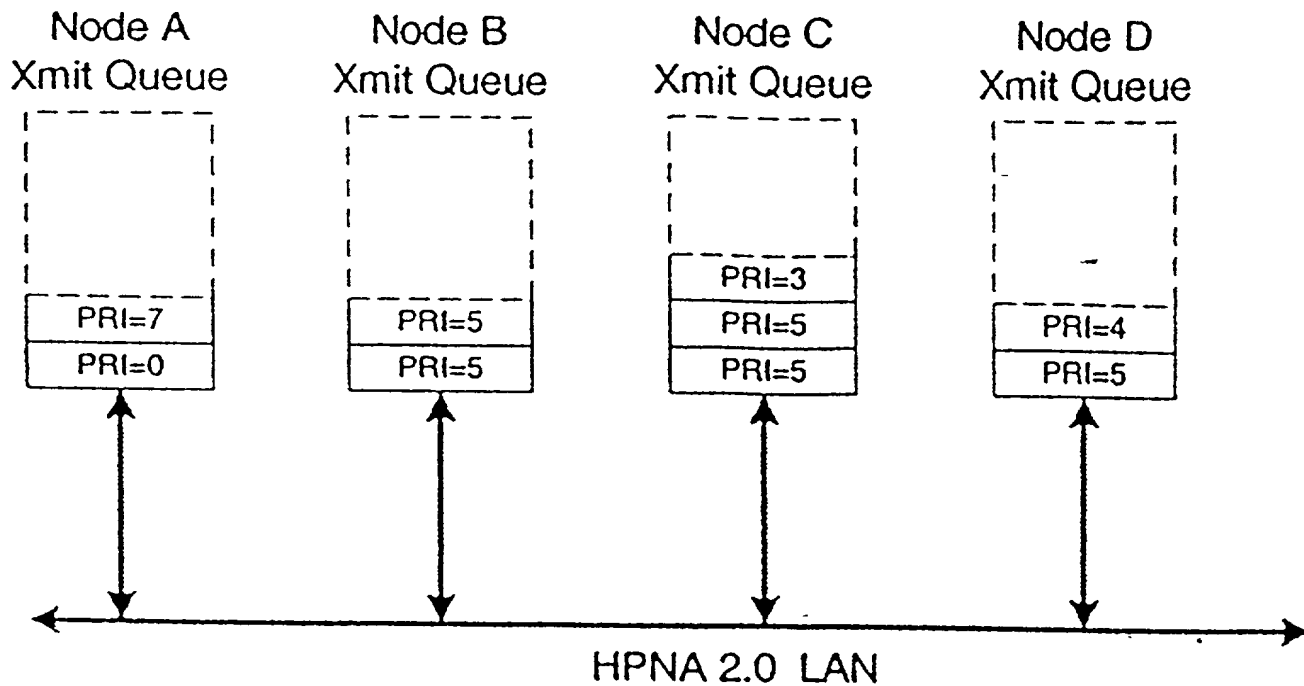 Node A
Xmit Queue
Node B
Xmit Queue
Node C
Xmit Queue
Node D
Xmit Queue
PRI=7
PRI=0
PRI=5
PRI=5
PRI=3
PRI=5
PRI=5
PRI=4
PRI=5
HPNA 2.0 LAN